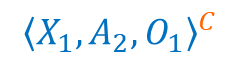 ⟨X₁, A₂, O₁⟩ᶜ